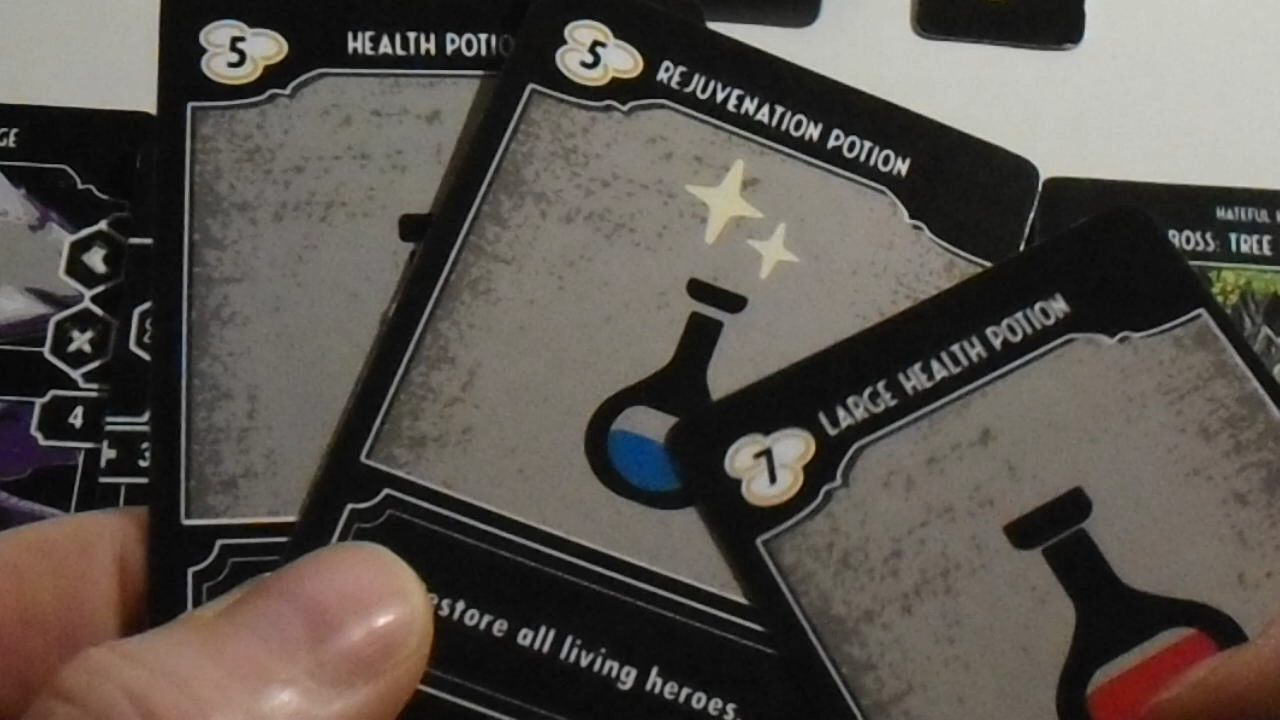 5
HEALTH POTIO
5
REJUVENATION POTION
GE
HATEFUL
BOSS: TREE
LARGE HEALTH POTION
7
4
3
estore all living heroes.